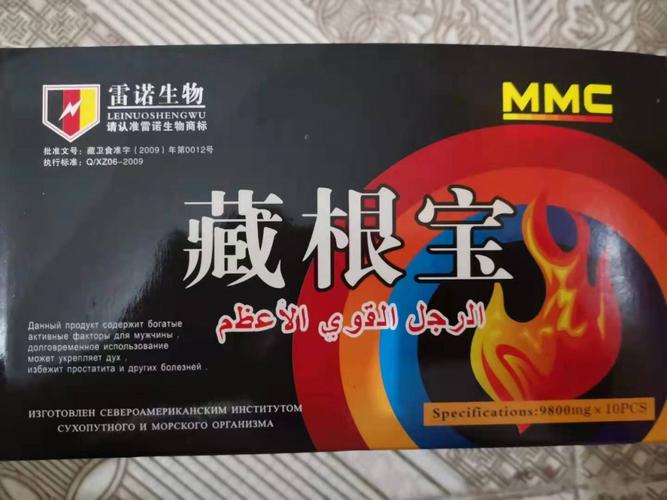 雷诺生物
LEINUOSHENGWU
请认准雷诺生物商标
批准文号：藏卫食准字（2009）年第0012号
执行标准：Q/XZ06-2009
MMC
藏根宝
الرجل القوي الأعظم
Данный продукт содержит богатые
активные факторы для мужчины .
долговременное использование
может укрепляет дух .
избежит простатита и других болезней .
ИЗГОТОВЛЕН СЕВЕРОАМЕРИКАНСКИМ ИНСТИТУТОМ
СУХОПУТНОГО И МОРСКОГО ОРГАНИЗМА
Specifications:9800mg×10PCS